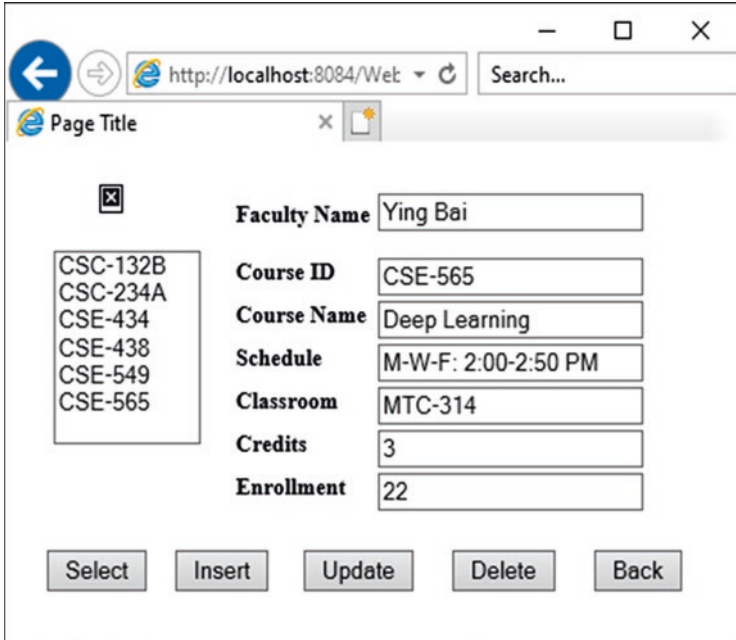 http://localhost:8084/Web
Search...
Page Title
Faculty Name Ying Bai
CSC-132B
CSC-234A
CSE-434
CSE-438
CSE-549
CSE-565
Course ID CSE-565
Course Name Deep Learning
Schedule M-W-F: 2:00-2:50 PM
Classroom MTC-314
Credits 3
Enrollment 22
Select Insert Update Delete Back